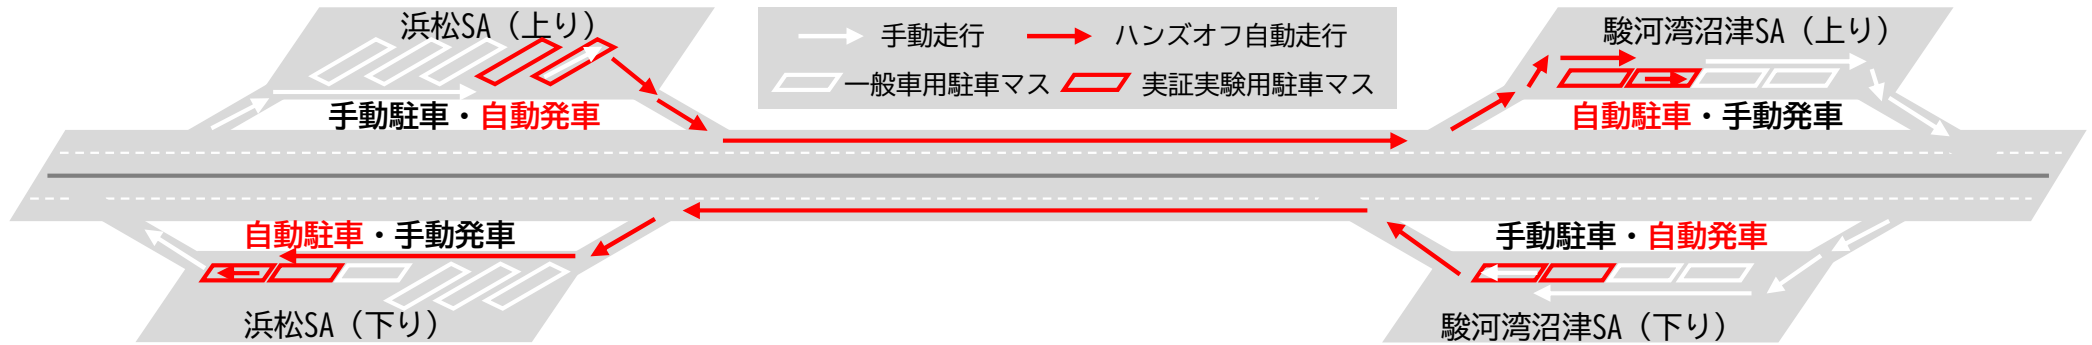 浜松SA（上り）
手動走行
ハンズオフ自動走行
一般車用駐車マス
実証実験用駐車マス
駿河湾沼津SA（上り）
手動駐車・自動発車
自動駐車・手動発車
自動駐車・手動発車
手動駐車・自動発車
浜松SA（下り）
駿河湾沼津SA（下り）